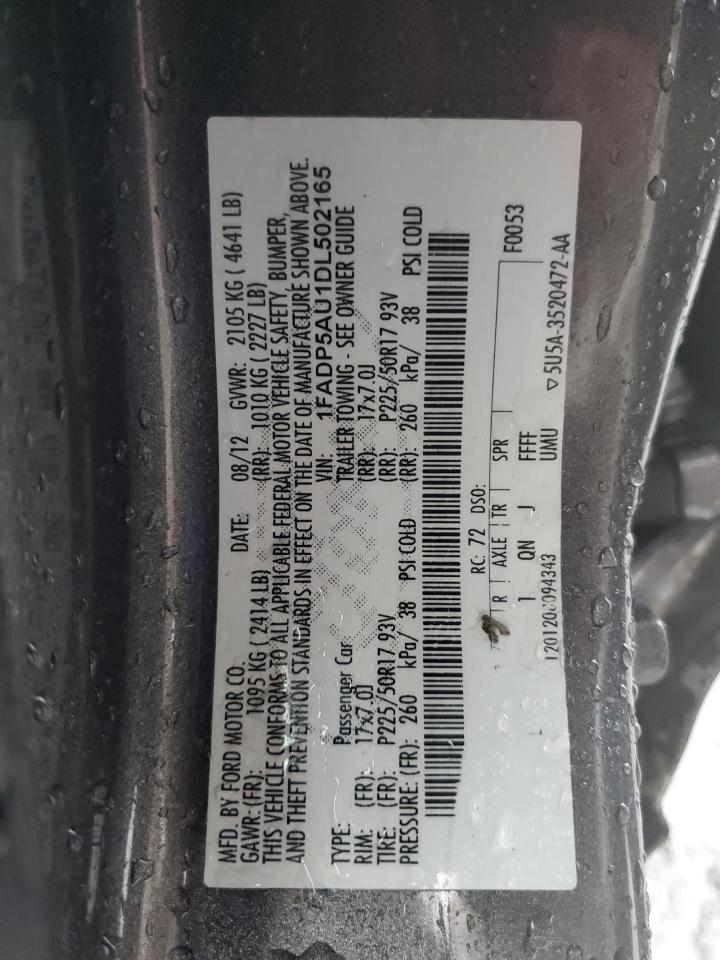 MFD. BY FORD MOTOR CO. DATE: 08/12 GVWR: 2105 KG ( 4641 LB)
GAWR: (FR): 1095 KG ( 2414 LB) (RR): 1010 KG ( 2227 LB)
THIS VEHICLE CONFORMS TO ALL APPLICABLE FEDERAL MOTOR VEHICLE SAFETY, BUMPER,
AND THEFT PREVENTION STANDARDS IN EFFECT ON THE DATE OF MANUFACTURE SHOWN ABOVE.
VIN: 1FADP5AU1DL502165
TYPE: Passenger Car TRAILER TOWING - SEE OWNER GUIDE
RIM: (FR): 17x7.0J (RR): 17x7.0J
TIRE: (FR): P225/50R17 93V (RR): P225/50R17 93V
PRESSURE: (FR): 260 kPa/ 38 PSI COLD (RR): 260 kPa/ 38 PSI COLD
F0053
RC: 72 DSO:
R AXLE TR SPR
1 QN J FFFF
UMU
▽5U5A-3520472-AA